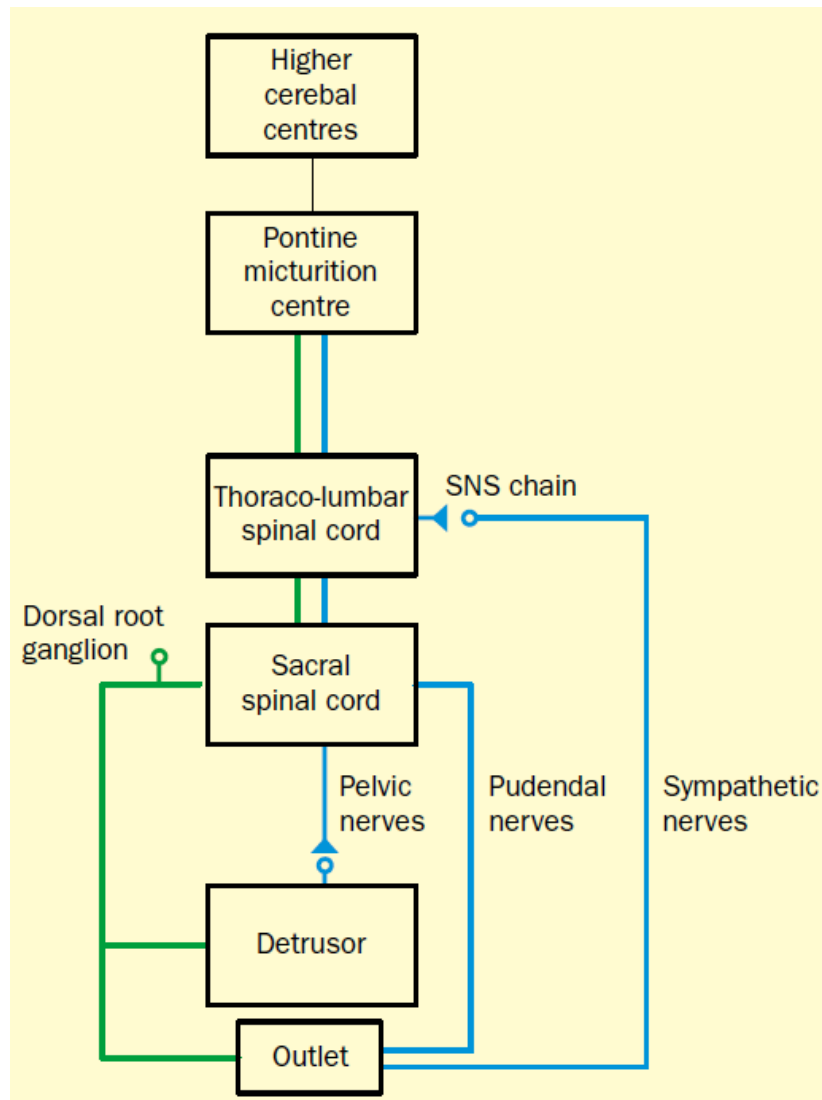 Higher
cerebal
centres
Pontine
micturition
centre
Thoraco-lumbar
spinal cord
SNS chain
Dorsal root
ganglion
Sacral
spinal cord
Pelvic
nerves
Pudendal
nerves
Sympathetic
nerves
Detrusor
Outlet